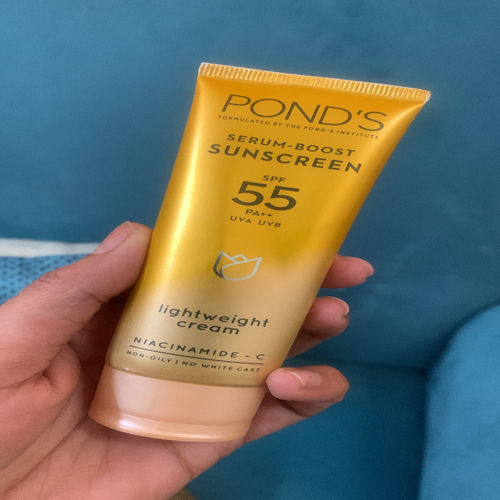 POND'S
FORMULATED BY THE POND'S INSTITUTE
SERUM-BOOST
SUNSCREEN
SPF
55
PA++
UVA UVB
lightweight
cream
NIACINAMIDE - C
NON-OILY | NO WHITE CAST